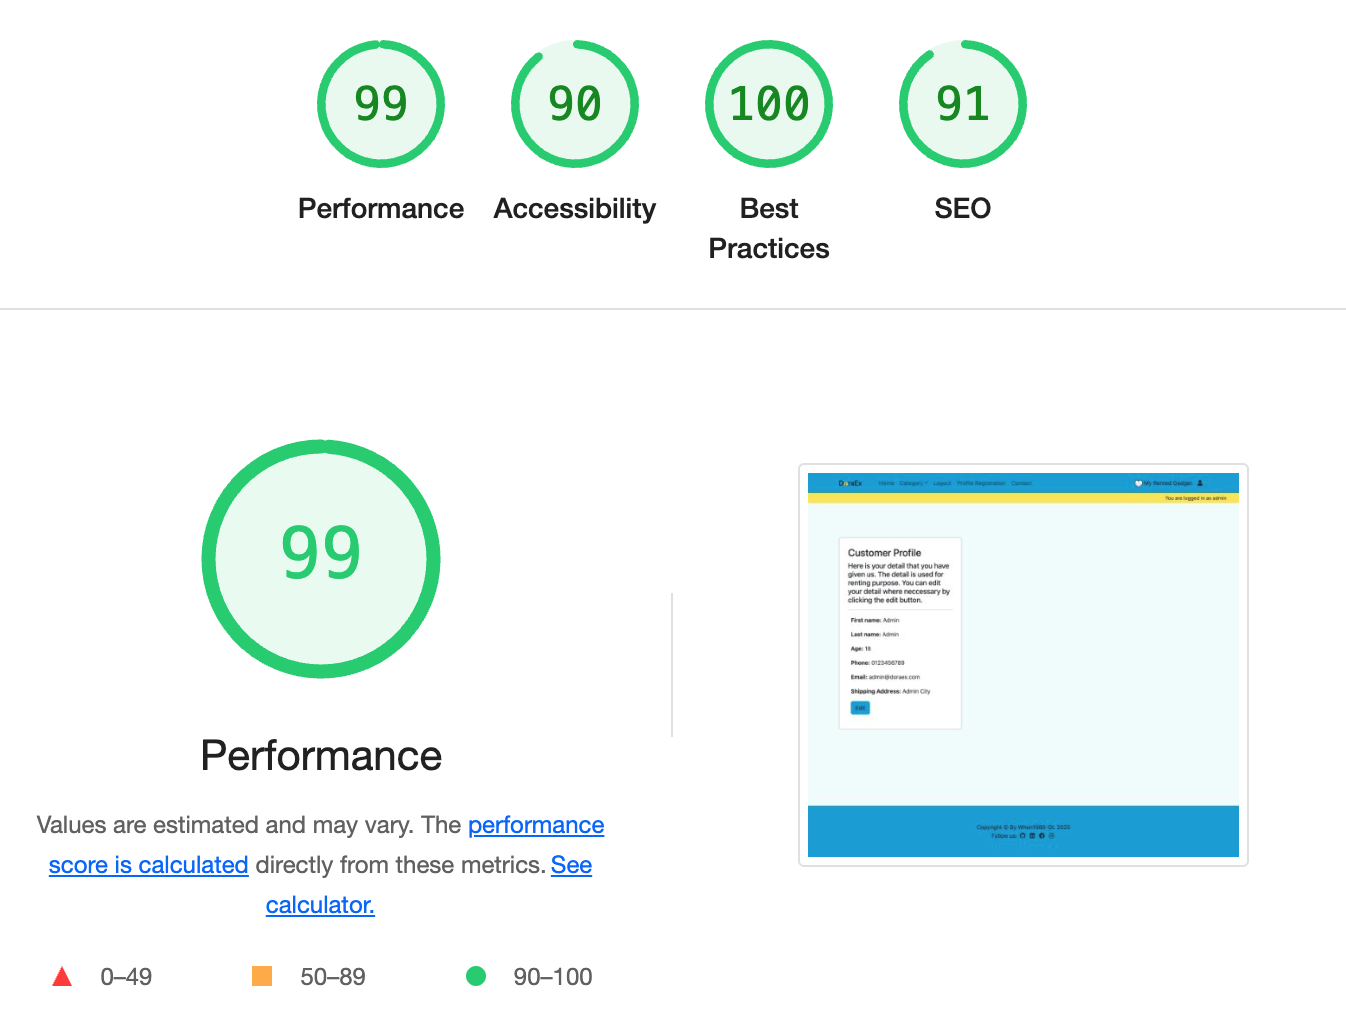 99
90
100
91
Performance
Accessibility
Best
Practices
SEO
99
Performance
Values are estimated and may vary. The performance
score is calculated directly from these metrics. See
calculator.
0–49
50–89
90–100
DoraEx
Home
Category
Logout
Profile Registration
Contact
My Rented Gadget
You are logged in as admin
Customer Profile
Here is your detail that you have
given us. The detail is used for
renting purpose. You can edit
your detail where neccessary by
clicking the edit button.
First name: Admin
Last name: Admin
Age: 18
Phone: 0123456789
Email: admin@doraex.com
Shipping Address: Admin City
Edit
Copyright © By
2020
Follow us: